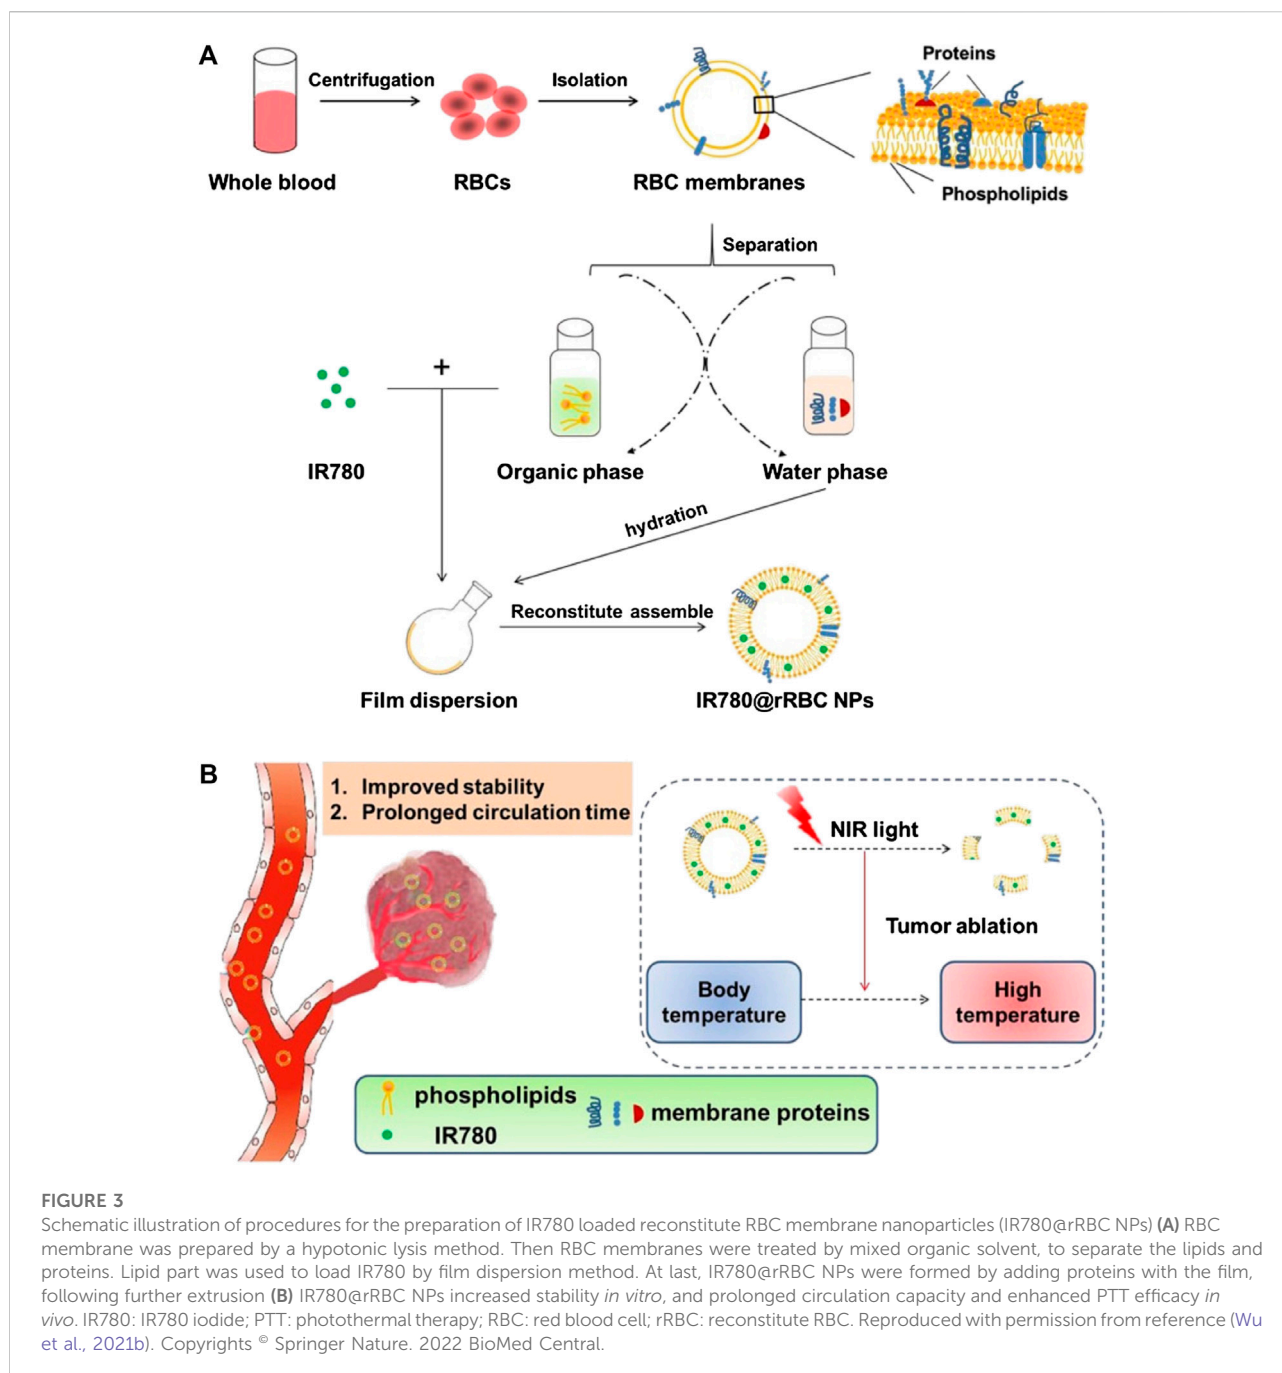 A
Centrifugation
Isolation
Proteins
Whole blood
RBCs
RBC membranes
Phospholipids
Separation
+
IR780
Organic phase
Water phase
hydration
Reconstitute assemble
Film dispersion
IR780@rRBC NPs
B
1. Improved stability
2. Prolonged circulation time
NIR light
Tumor ablation
Body
temperature
High
temperature
phospholipids
membrane proteins
IR780
FIGURE 3
Schematic illustration of procedures for the preparation of IR780 loaded reconstitute RBC membrane nanoparticles (IR780@rRBC NPs) (A) RBC
membrane was prepared by a hypotonic lysis method. Then RBC membranes were treated by mixed organic solvent, to separate the lipids and
proteins. Lipid part was used to load IR780 by film dispersion method. At last, IR780@rRBC NPs were formed by adding proteins with the film,
following further extrusion (B) IR780@rRBC NPs increased stability in vitro, and prolonged circulation capacity and enhanced PTT efficacy in
vivo. IR780: IR780 iodide; PTT: photothermal therapy; RBC: red blood cell; rRBC: reconstitute RBC. Reproduced with permission from reference (Wu
et al., 2021b). Copyrights © Springer Nature. 2022 BioMed Central.